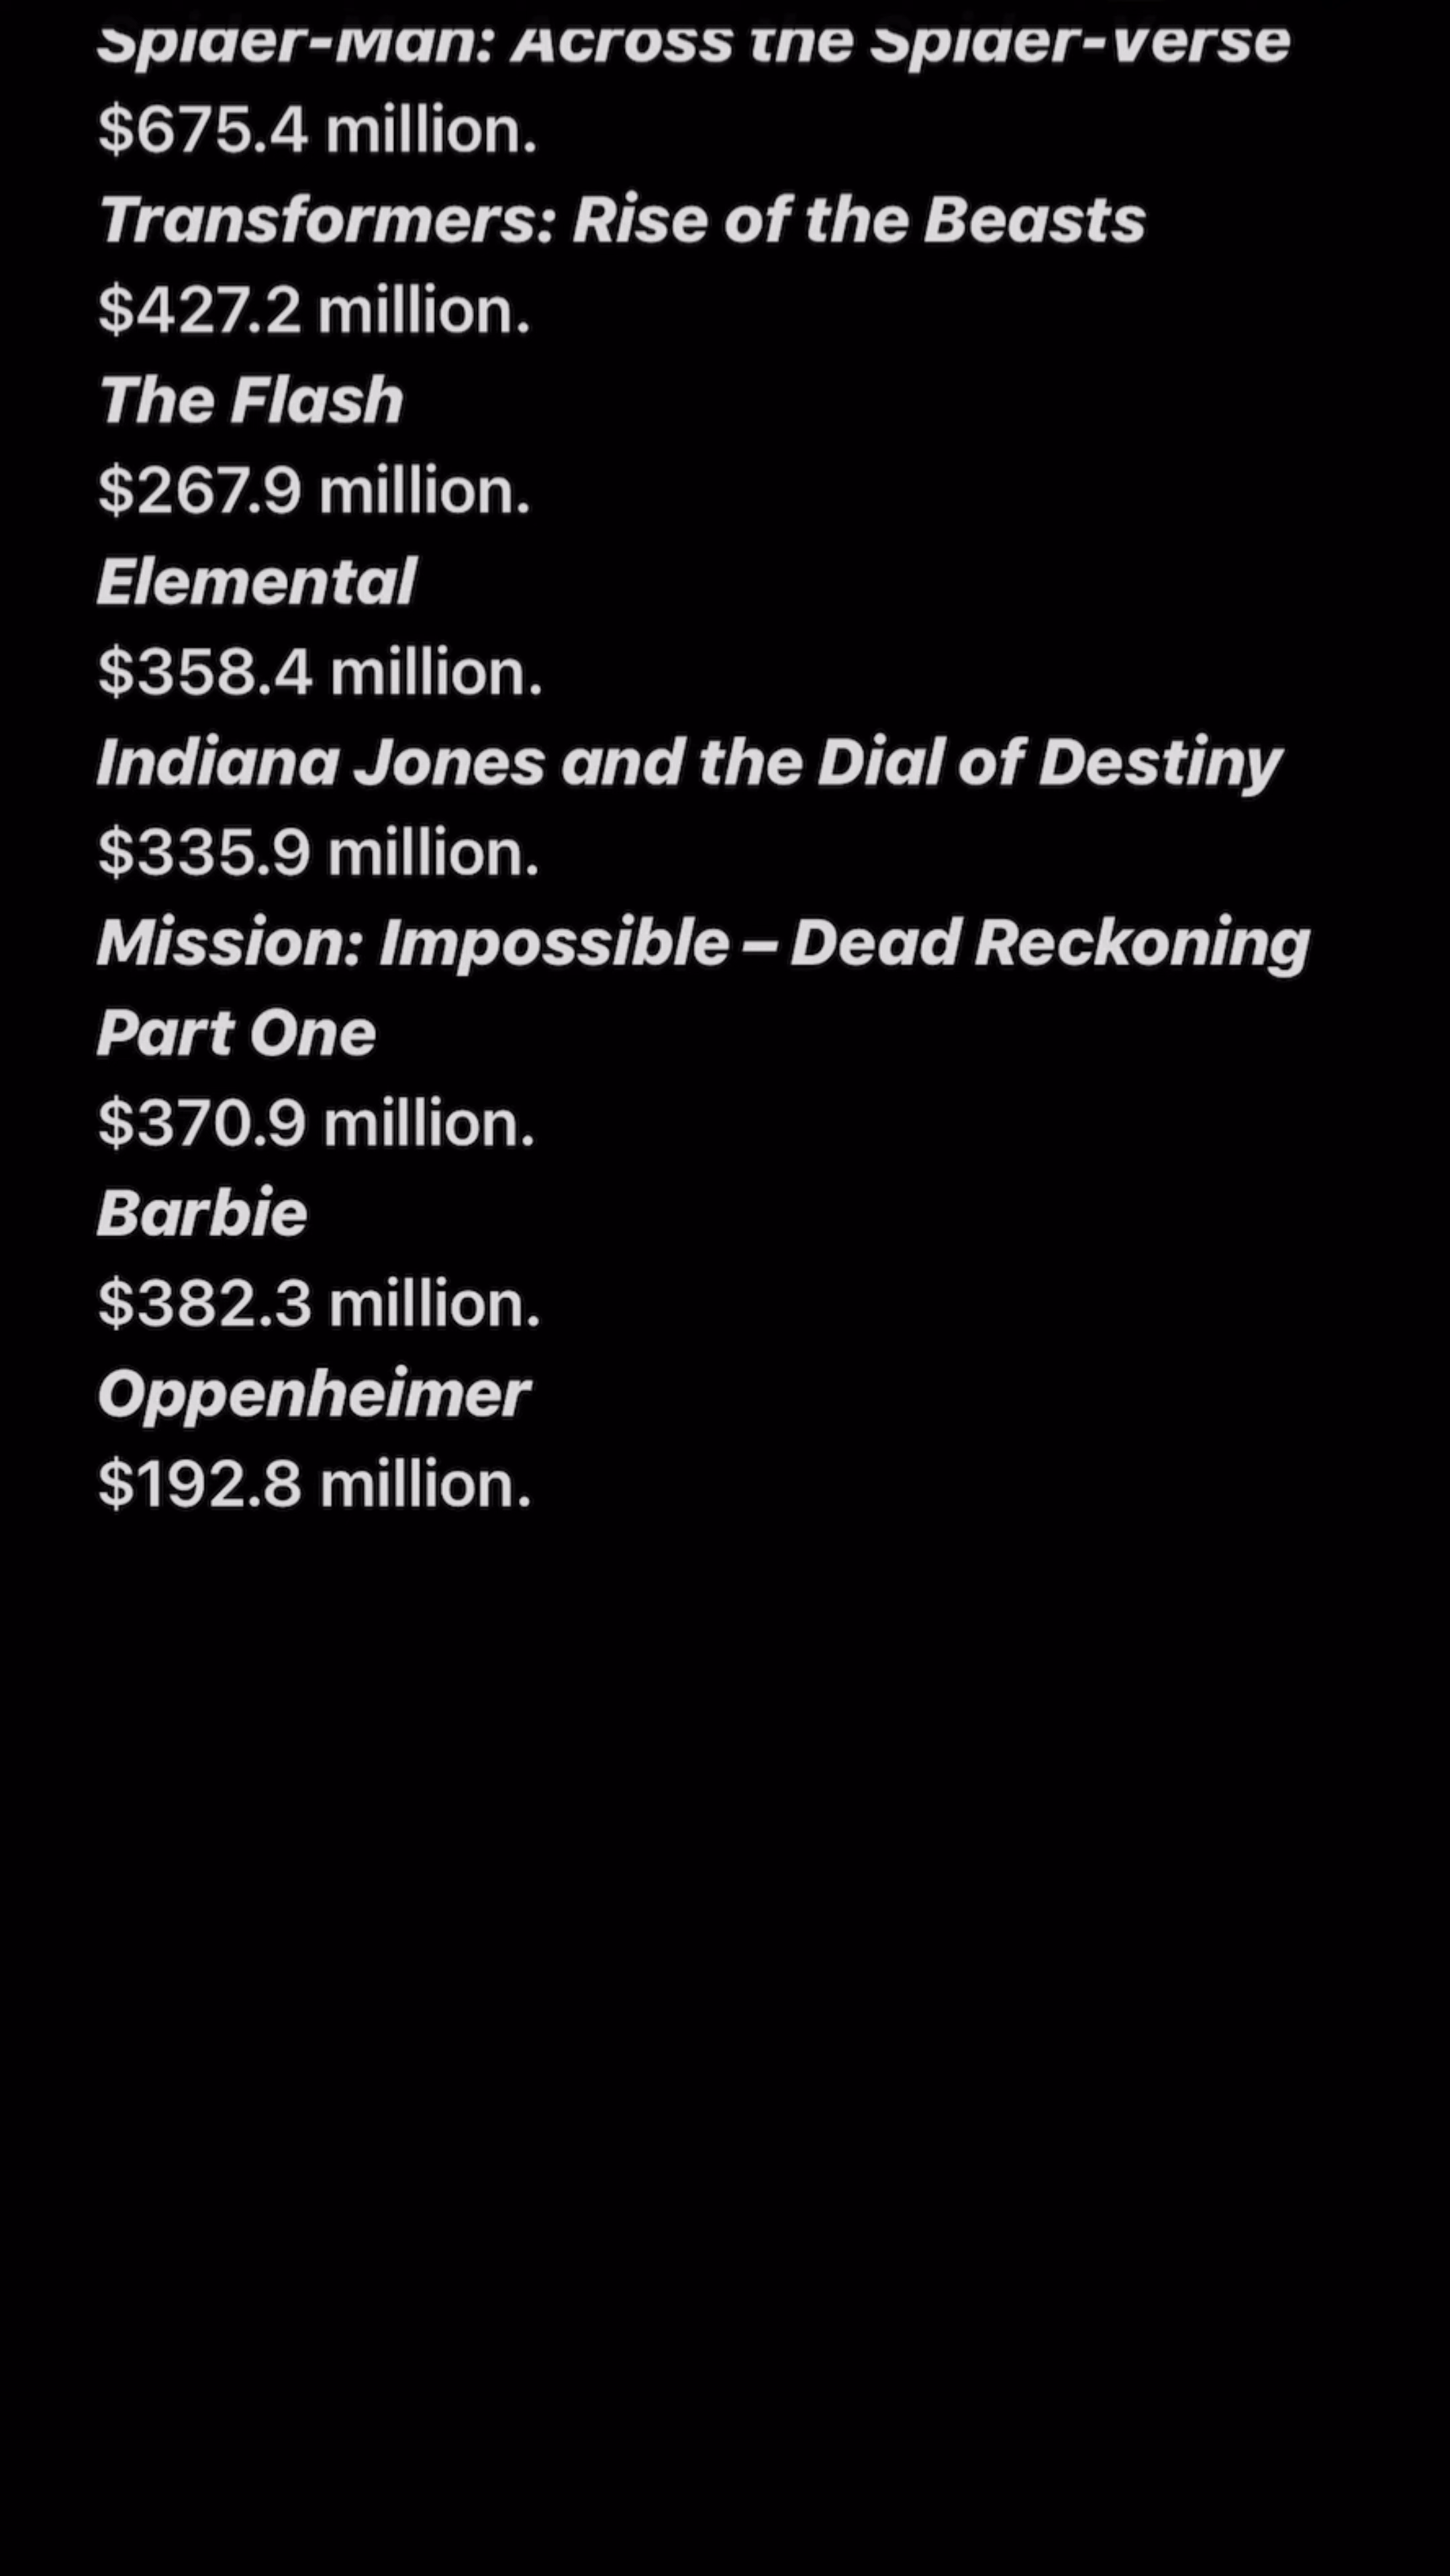 Spider-Man: Across the Spider-Verse
$675.4 million.
Transformers: Rise of the Beasts
$427.2 million.
The Flash
$267.9 million.
Elemental
$358.4 million.
Indiana Jones and the Dial of Destiny
$335.9 million.
Mission: Impossible – Dead Reckoning
Part One
$370.9 million.
Barbie
$382.3 million.
Oppenheimer
$192.8 million.